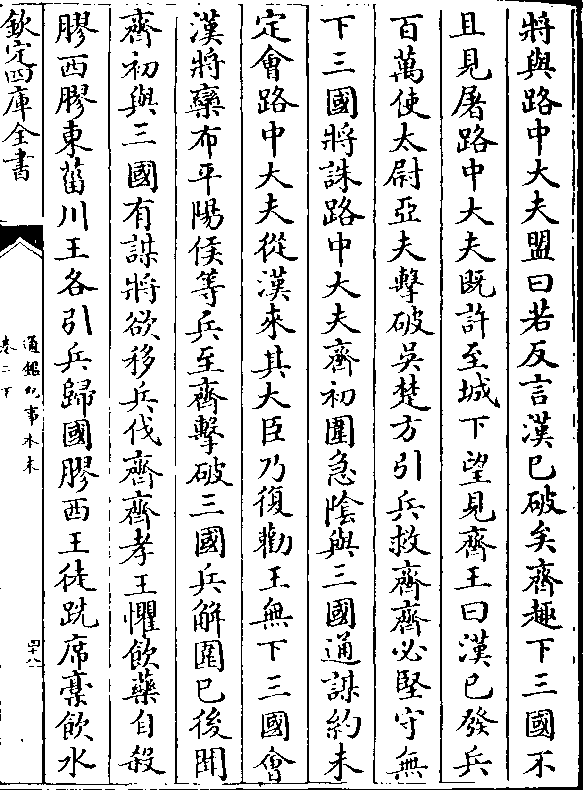 將與路中大夫盟曰若反言漢已破矣齊趣下三國不
且見屠路中大夫既許至城下望見齊王曰漢已發兵
百萬使太尉亞夫擊破吳楚方引兵救齊齊必堅守無
下三國將誅路中大夫齊初圍急陰與三國通謀約未
定會路中大夫從漢來其大臣乃復勸王無下三國會
漢將欒布平陽侯等兵至齊擊破三國兵解圍已後聞
齊初與三國有謀將欲移兵伐齊齊孝王懼飲藥自殺
膠西膠東菑川王各引兵歸國膠西王徒跣席藁飲水
欽定四庫全書
通鑑紀事本末
卷二下
四十八